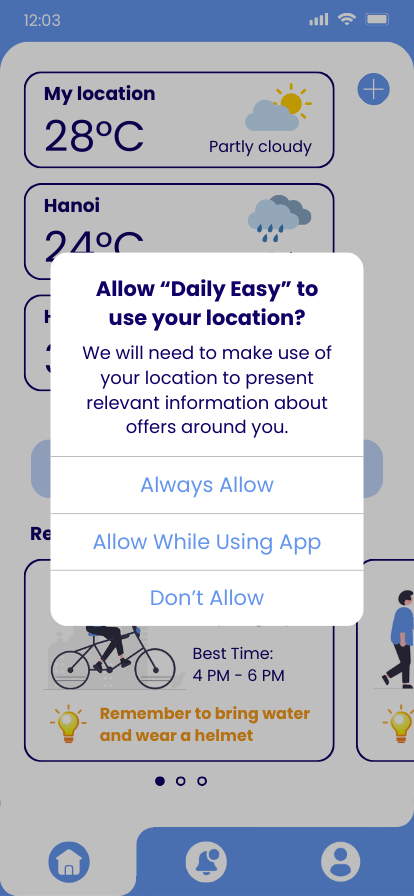 12:03
My location
28°C
Partly cloudy
Hanoi
24°C
Allow “Daily Easy” to
use your location?
We will need to make use of
your location to present
relevant information about
offers around you.
Always Allow
Allow While Using App
Don’t Allow
Best Time:
4 PM - 6 PM
Remember to bring water
and wear a helmet